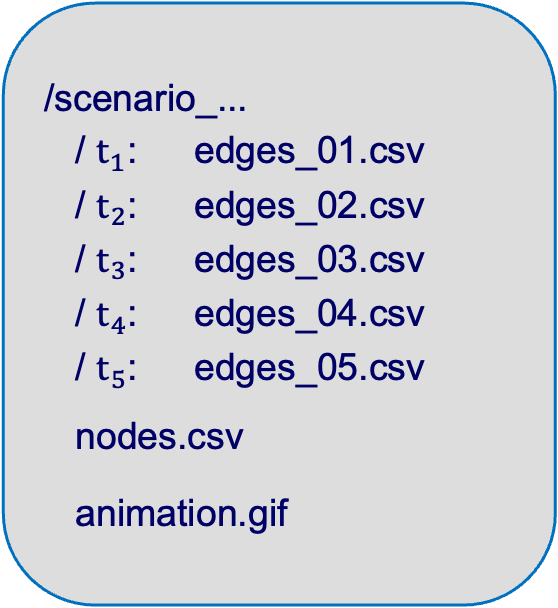 /scenario_...
/ t₁: edges_01.csv
/ t₂: edges_02.csv
/ t₃: edges_03.csv
/ t₄: edges_04.csv
/ t₅: edges_05.csv
nodes.csv
animation.gif